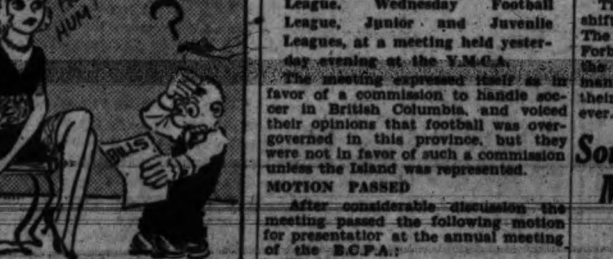 HUM!
?
BILLS
League, Wednesday Football
League, Junior and Juvenile
Leagues, at a meeting held yester-
day evening at the Y.M.C.A.
The meeting expressed itself as in
favor of a commission to handle soc-
cer in British Columbia, and voiced
their opinions that football was over-
governed in this province, but they
were not in favor of such a commission
unless the Island was represented.
MOTION PASSED
After considerable discussion the
meeting passed the following motion
for presentation at the annual meeting
of the B.C.F.A.:
The
For
the
ever.